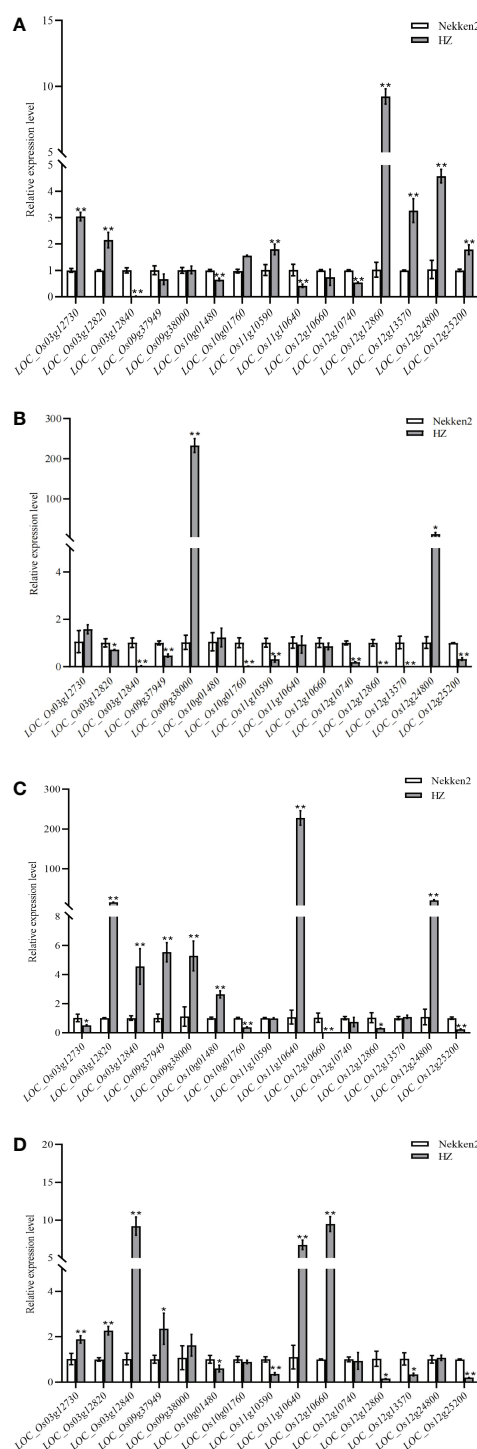 A
Nekken2
HZ
Relative expression level
15
10
5
5
4
3
2
1
0
LOC_Os03g12730
LOC_Os03g12820
LOC_Os03g12840
LOC_Os09g37949
LOC_Os09g38000
LOC_Os10g01480
LOC_Os10g01760
LOC_Os11g10590
LOC_Os11g10640
LOC_Os12g10660
LOC_Os12g10740
LOC_Os12g12860
LOC_Os12g13570
LOC_Os12g24800
LOC_Os12g25200
** ** ** ** ** ** ** ** ** ** **
B
Nekken2
HZ
Relative expression level
300
200
100
4
2
0
LOC_Os03g12730
LOC_Os03g12820
LOC_Os03g12840
LOC_Os09g37949
LOC_Os09g38000
LOC_Os10g01480
LOC_Os10g01760
LOC_Os11g10590
LOC_Os11g10640
LOC_Os12g10660
LOC_Os12g10740
LOC_Os12g12860
LOC_Os12g13570
LOC_Os12g24800
LOC_Os12g25200
* ** ** ** ** ** ** ** ** * **
C
Nekken2
HZ
Relative expression level
300
200
100
8
6
4
2
0
LOC_Os03g12730
LOC_Os03g12820
LOC_Os03g12840
LOC_Os09g37949
LOC_Os09g38000
LOC_Os10g01480
LOC_Os10g01760
LOC_Os11g10590
LOC_Os11g10640
LOC_Os12g10660
LOC_Os12g10740
LOC_Os12g12860
LOC_Os12g13570
LOC_Os12g24800
LOC_Os12g25200
* ** ** ** ** ** ** ** ** ** ** **
D
Nekken2
HZ
Relative expression level
20
15
10
5
4
2
0
LOC_Os03g12730
LOC_Os03g12820
LOC_Os03g12840
LOC_Os09g37949
LOC_Os09g38000
LOC_Os10g01480
LOC_Os10g01760
LOC_Os11g10590
LOC_Os11g10640
LOC_Os12g10660
LOC_Os12g10740
LOC_Os12g12860
LOC_Os12g13570
LOC_Os12g24800
LOC_Os12g25200
** ** ** * * ** ** ** * * **